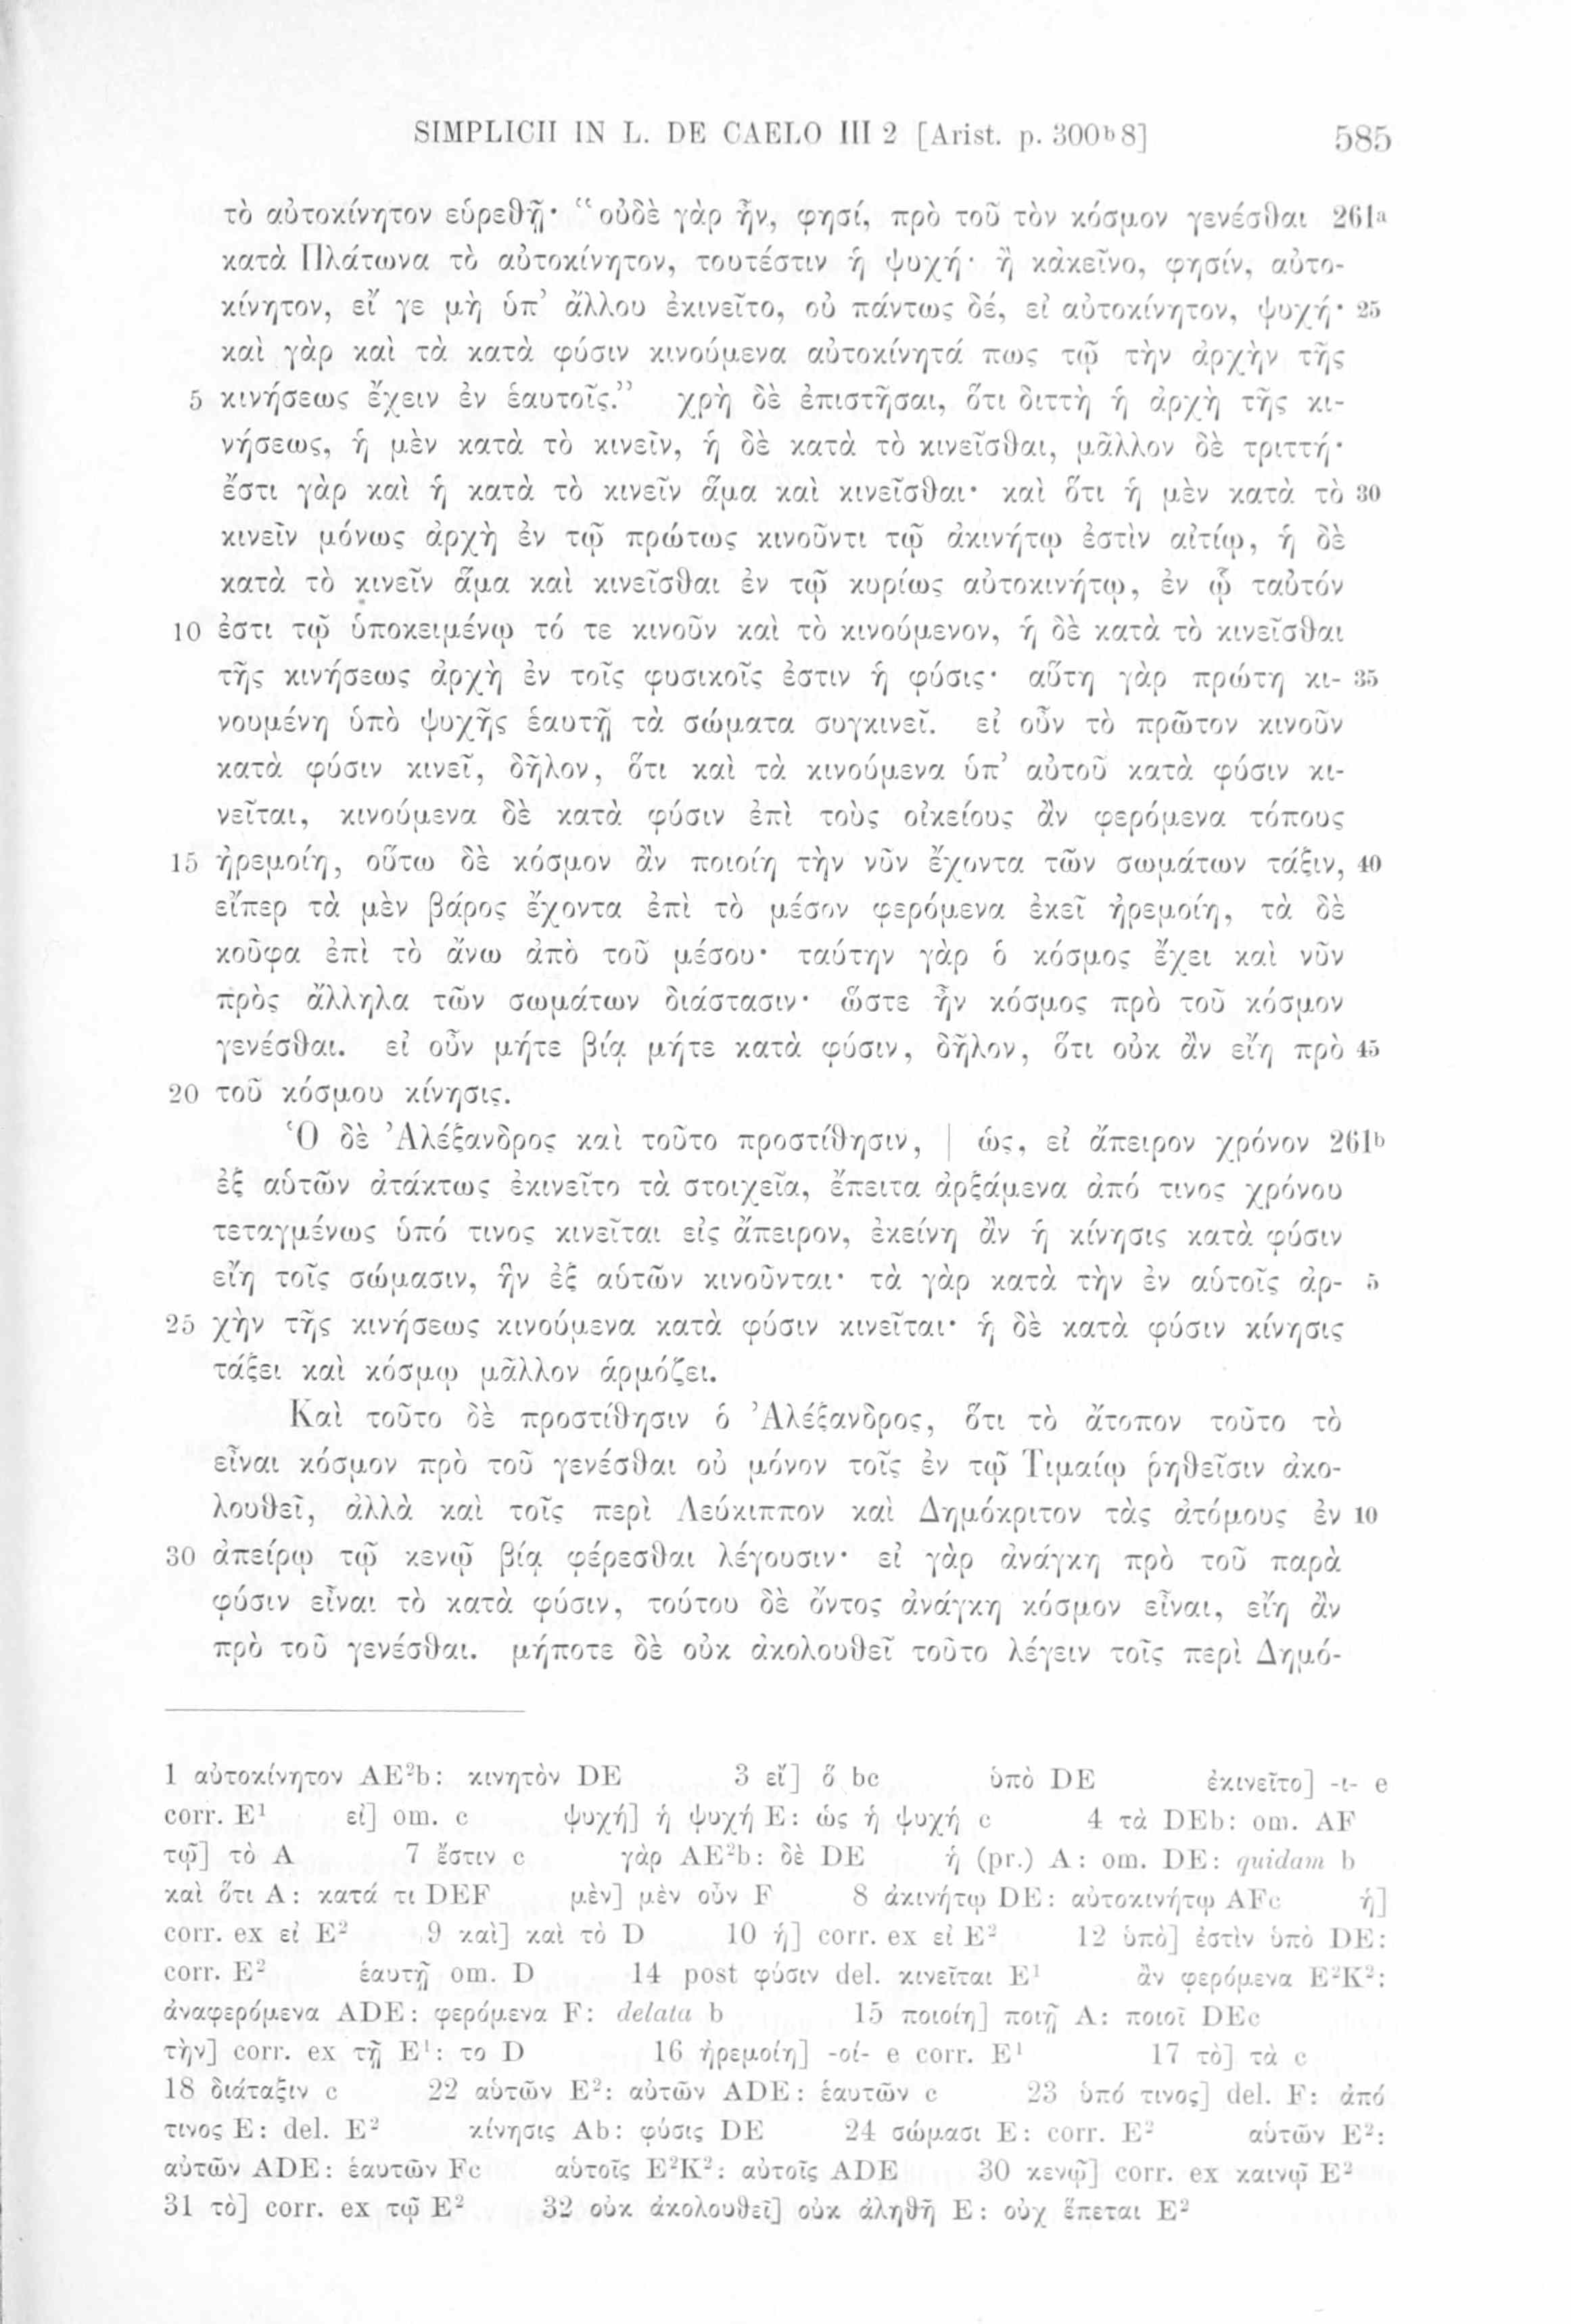 SIMPLICII IN L. DE CAELO III 2 [Arist. p. 300ᵇ8] 585
τὸ αὐτοκίνητον εὑρεθῇ· “οὐδὲ γὰρ ἦν, φησί, πρὸ τοῦ τὸν κόσμον γενέσθαι 261ᵃ
κατὰ Πλάτωνα τὸ αὐτοκίνητον, τουτέστιν ἡ ψυχή· ἢ κἀκεῖνο, φησίν, αὐτο-
κίνητον, εἴ γε μὴ ὑπ’ ἄλλου ἐκινεῖτο, οὐ πάντως δέ, εἰ αὐτοκίνητον, ψυχή· 25
καὶ γὰρ καὶ τὰ κατὰ φύσιν κινούμενα αὐτοκίνητά πως τῷ τὴν ἀρχὴν τῆς
5 κινήσεως ἔχειν ἐν ἑαυτοῖς.” χρὴ δὲ ἐπιστῆσαι, ὅτι διττὴ ἡ ἀρχὴ τῆς κι-
νήσεως, ἡ μὲν κατὰ τὸ κινεῖν, ἡ δὲ κατὰ τὸ κινεῖσθαι, μᾶλλον δὲ τριττή·
ἔστι γὰρ καὶ ἡ κατὰ τὸ κινεῖν ἅμα καὶ κινεῖσθαι· καὶ ὅτι ἡ μὲν κατὰ τὸ 30
κινεῖν μόνως ἀρχὴ ἐν τῷ πρώτως κινοῦντι τῷ ἀκινήτῳ ἐστὶν αἰτίῳ, ἡ δὲ
κατὰ τὸ κινεῖν ἅμα καὶ κινεῖσθαι ἐν τῷ κυρίως αὐτοκινήτῳ, ἐν ᾧ ταὐτόν
10 ἐστι τῷ ὑποκειμένῳ τό τε κινοῦν καὶ τὸ κινούμενον, ἡ δὲ κατὰ τὸ κινεῖσθαι
τῆς κινήσεως ἀρχὴ ἐν τοῖς φυσικοῖς ἐστιν ἡ φύσις· αὕτη γὰρ πρώτη κι- 35
νουμένη ὑπὸ ψυχῆς ἑαυτῇ τὰ σώματα συγκινεῖ. εἰ οὖν τὸ πρῶτον κινοῦν
κατὰ φύσιν κινεῖ, δῆλον, ὅτι καὶ τὰ κινούμενα ὑπ’ αὐτοῦ κατὰ φύσιν κι-
νεῖται, κινούμενα δὲ κατὰ φύσιν ἐπὶ τοὺς οἰκείους ἂν φερόμενα τόπους
15 ἠρεμοίη, οὕτω δὲ κόσμον ἂν ποιοίη τὴν νῦν ἔχοντα τῶν σωμάτων τάξιν, 40
εἴπερ τὰ μὲν βάρος ἔχοντα ἐπὶ τὸ μέσον φερόμενα ἐκεῖ ἠρεμοίη, τὰ δὲ
κοῦφα ἐπὶ τὸ ἄνω ἀπὸ τοῦ μέσου· ταύτην γὰρ ὁ κόσμος ἔχει καὶ νῦν
πρὸς ἄλληλα τῶν σωμάτων διάστασιν· ὥστε ἦν κόσμος πρὸ τοῦ κόσμον
γενέσθαι. εἰ οὖν μήτε βίᾳ μήτε κατὰ φύσιν, δῆλον, ὅτι οὐκ ἂν εἴη πρὸ 45
20 τοῦ κόσμου κίνησις.
Ὁ δὲ Ἀλέξανδρος καὶ τοῦτο προστίθησιν, | ὡς, εἰ ἄπειρον χρόνον 261ᵇ
ἐξ αὑτῶν ἀτάκτως ἐκινεῖτο τὰ στοιχεῖα, ἔπειτα ἀρξάμενα ἀπό τινος χρόνου
τεταγμένως ὑπό τινος κινεῖται εἰς ἄπειρον, ἐκείνη ἂν ἡ κίνησις κατὰ φύσιν
εἴη τοῖς σώμασιν, ἣν ἐξ αὑτῶν κινοῦνται· τὰ γὰρ κατὰ τὴν ἐν αὑτοῖς ἀρ- 5
25 χὴν τῆς κινήσεως κινούμενα κατὰ φύσιν κινεῖται· ἡ δὲ κατὰ φύσιν κίνησις
τάξει καὶ κόσμῳ μᾶλλον ἁρμόζει.
Καὶ τοῦτο δὲ προστίθησιν ὁ Ἀλέξανδρος, ὅτι τὸ ἄτοπον τοῦτο τὸ
εἶναι κόσμον πρὸ τοῦ γενέσθαι οὐ μόνον τοῖς ἐν τῷ Τιμαίῳ ῥηθεῖσιν ἀκο-
λουθεῖ, ἀλλὰ καὶ τοῖς περὶ Λεύκιππον καὶ Δημόκριτον τὰς ἀτόμους ἐν 10
30 ἀπείρῳ τῷ κενῷ βίᾳ φέρεσθαι λέγουσιν· εἰ γὰρ ἀνάγκη πρὸ τοῦ παρὰ
φύσιν εἶναι τὸ κατὰ φύσιν, τούτου δὲ ὄντος ἀνάγκη κόσμον εἶναι, εἴη ἂν
πρὸ τοῦ γενέσθαι. μήποτε δὲ οὐκ ἀκολουθεῖ τοῦτο λέγειν τοῖς περὶ Δημό-
1 αὐτοκίνητον AE²b: κινητὸν DE 3 εἴ] ὅ bc ὑπὸ DE ἐκινεῖτο] -ι- e
corr. E¹ εἰ] om. c ψυχή] ἡ ψυχή E: ὡς ἡ ψυχή c 4 τὰ DEb: om. AF
τῷ] τὸ A 7 ἔστιν c γὰρ AE²b: δὲ DE ἡ (pr.) A: om. DE: quidam b
καὶ ὅτι A: κατά τι DEF μὲν] μὲν οὖν F 8 ἀκινήτῳ DE: αὐτοκινήτῳ AFc ἡ]
corr. ex εἰ E² 9 καὶ] καὶ τὸ D 10 ἡ] corr. ex εἰ E² 12 ὑπὸ] ἐστὶν ὑπὸ DE:
corr. E² ἑαυτῇ om. D 14 post φύσιν del. κινεῖται E¹ ἂν φερόμενα E²K²:
ἀναφερόμενα ADE: φερόμενα F: delata b 15 ποιοίη] ποιῇ A: ποιοῖ DEc
τὴν] corr. ex τῇ E¹: το D 16 ἠρεμοίη] -οί- e corr. E¹ 17 τὸ] τὰ c
18 διάταξιν c 22 αὑτῶν E²: αὐτῶν ADE: ἑαυτῶν c 23 ὑπό τινος] del. F: ἀπό
τινος E: del. E² κίνησις Ab: φύσις DE 24 σώμασι E: corr. E² αὑτῶν E²:
αὐτῶν ADE: ἑαυτῶν Fc αὑτοῖς E²K²: αὐτοῖς ADE 30 κενῷ] corr. ex καινῷ E²
31 τὸ] corr. ex τῷ E² 32 οὐκ ἀκολουθεῖ] οὐκ ἀληθῆ E: οὐχ ἕπεται E²